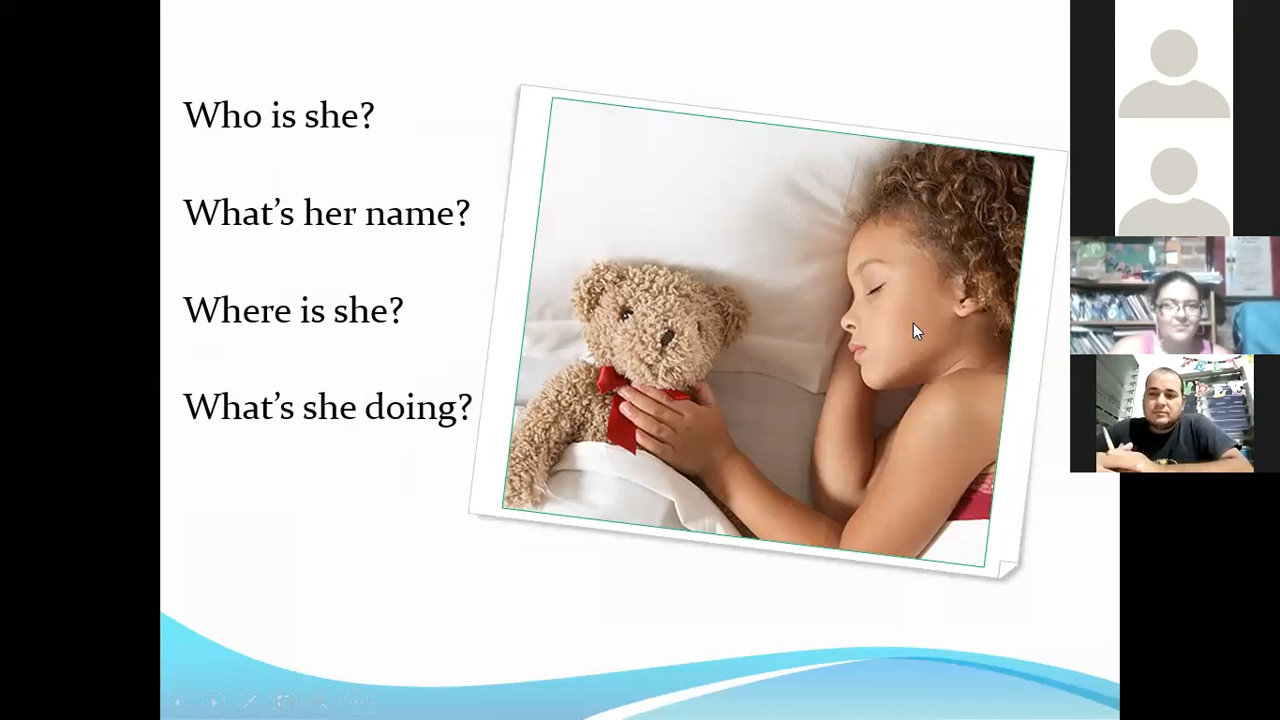 Who is she?
What's her name?
Where is she?
What's she doing?